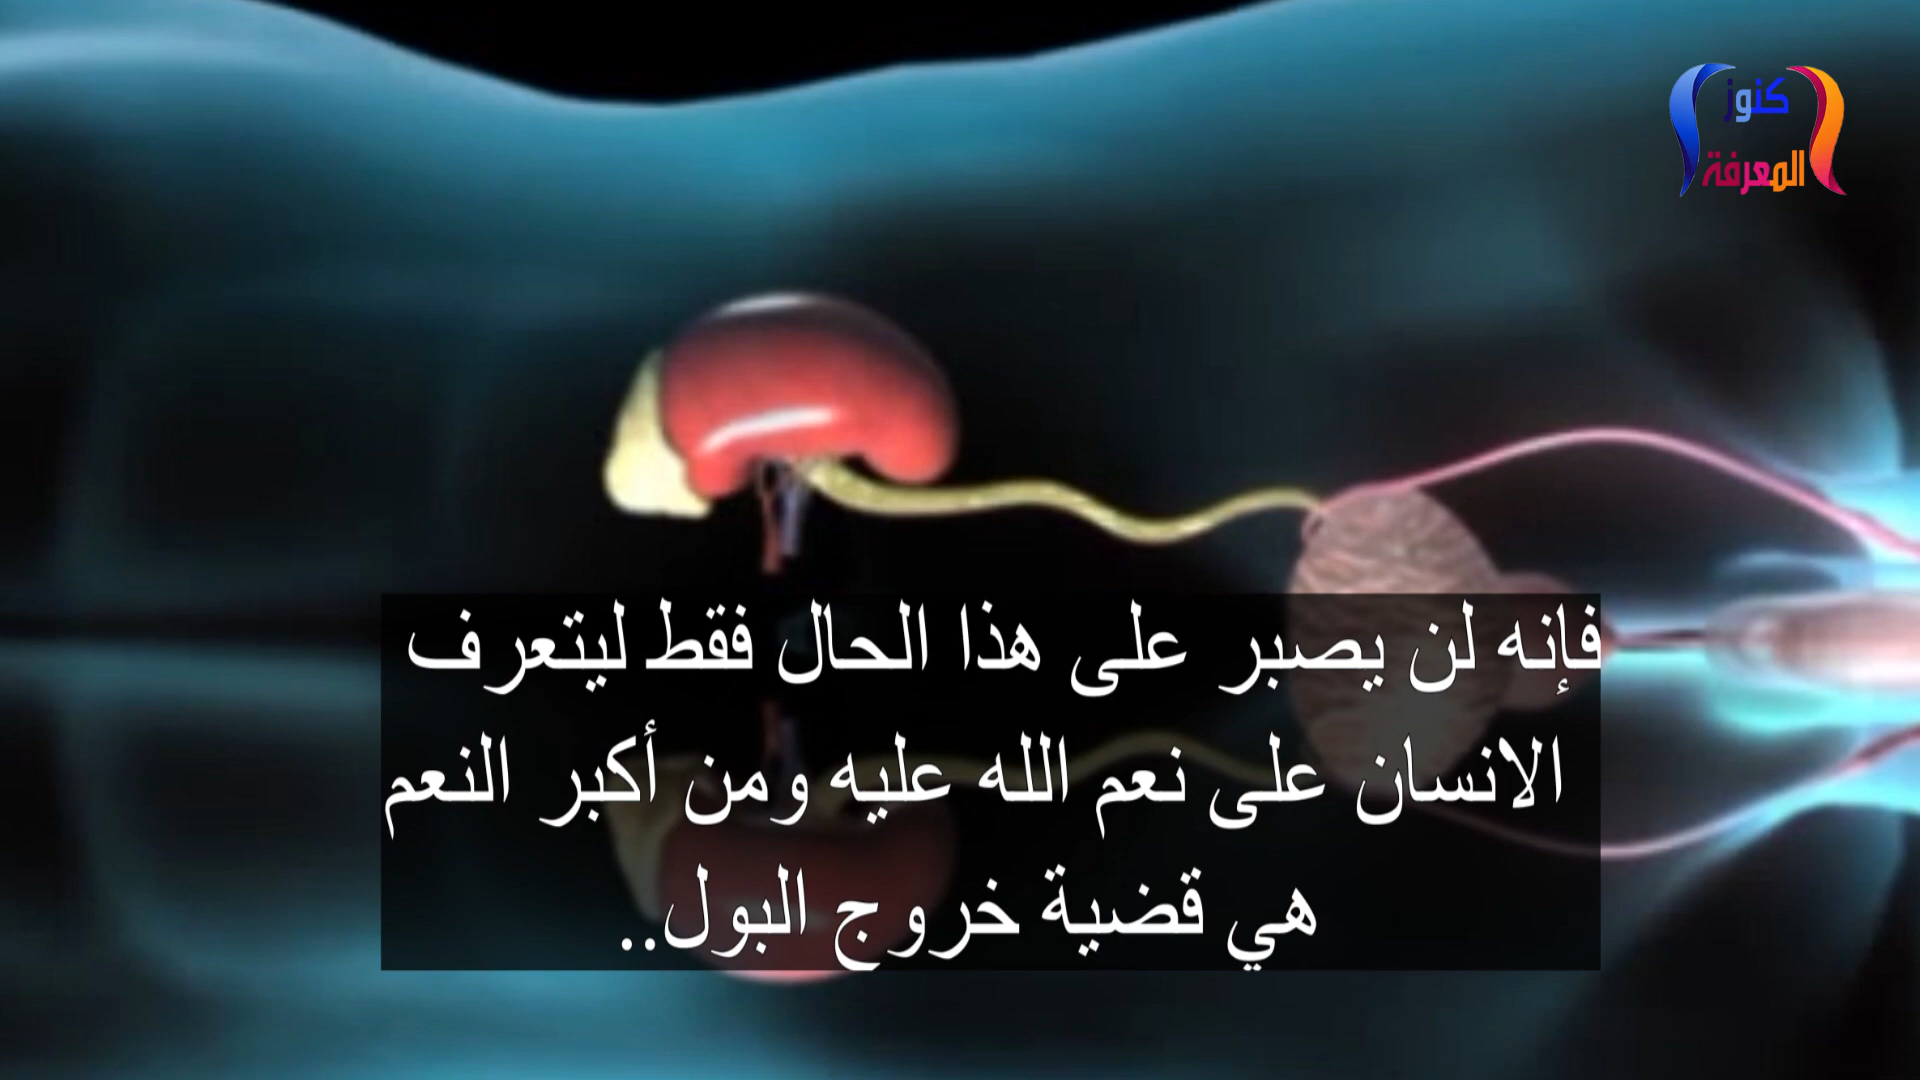 كنوز
المعرفة
فإنه لن يصبر على هذا الحال فقط ليتعرف
الانسان على نعم الله عليه ومن أكبر النعم
هي قضية خروج البول..